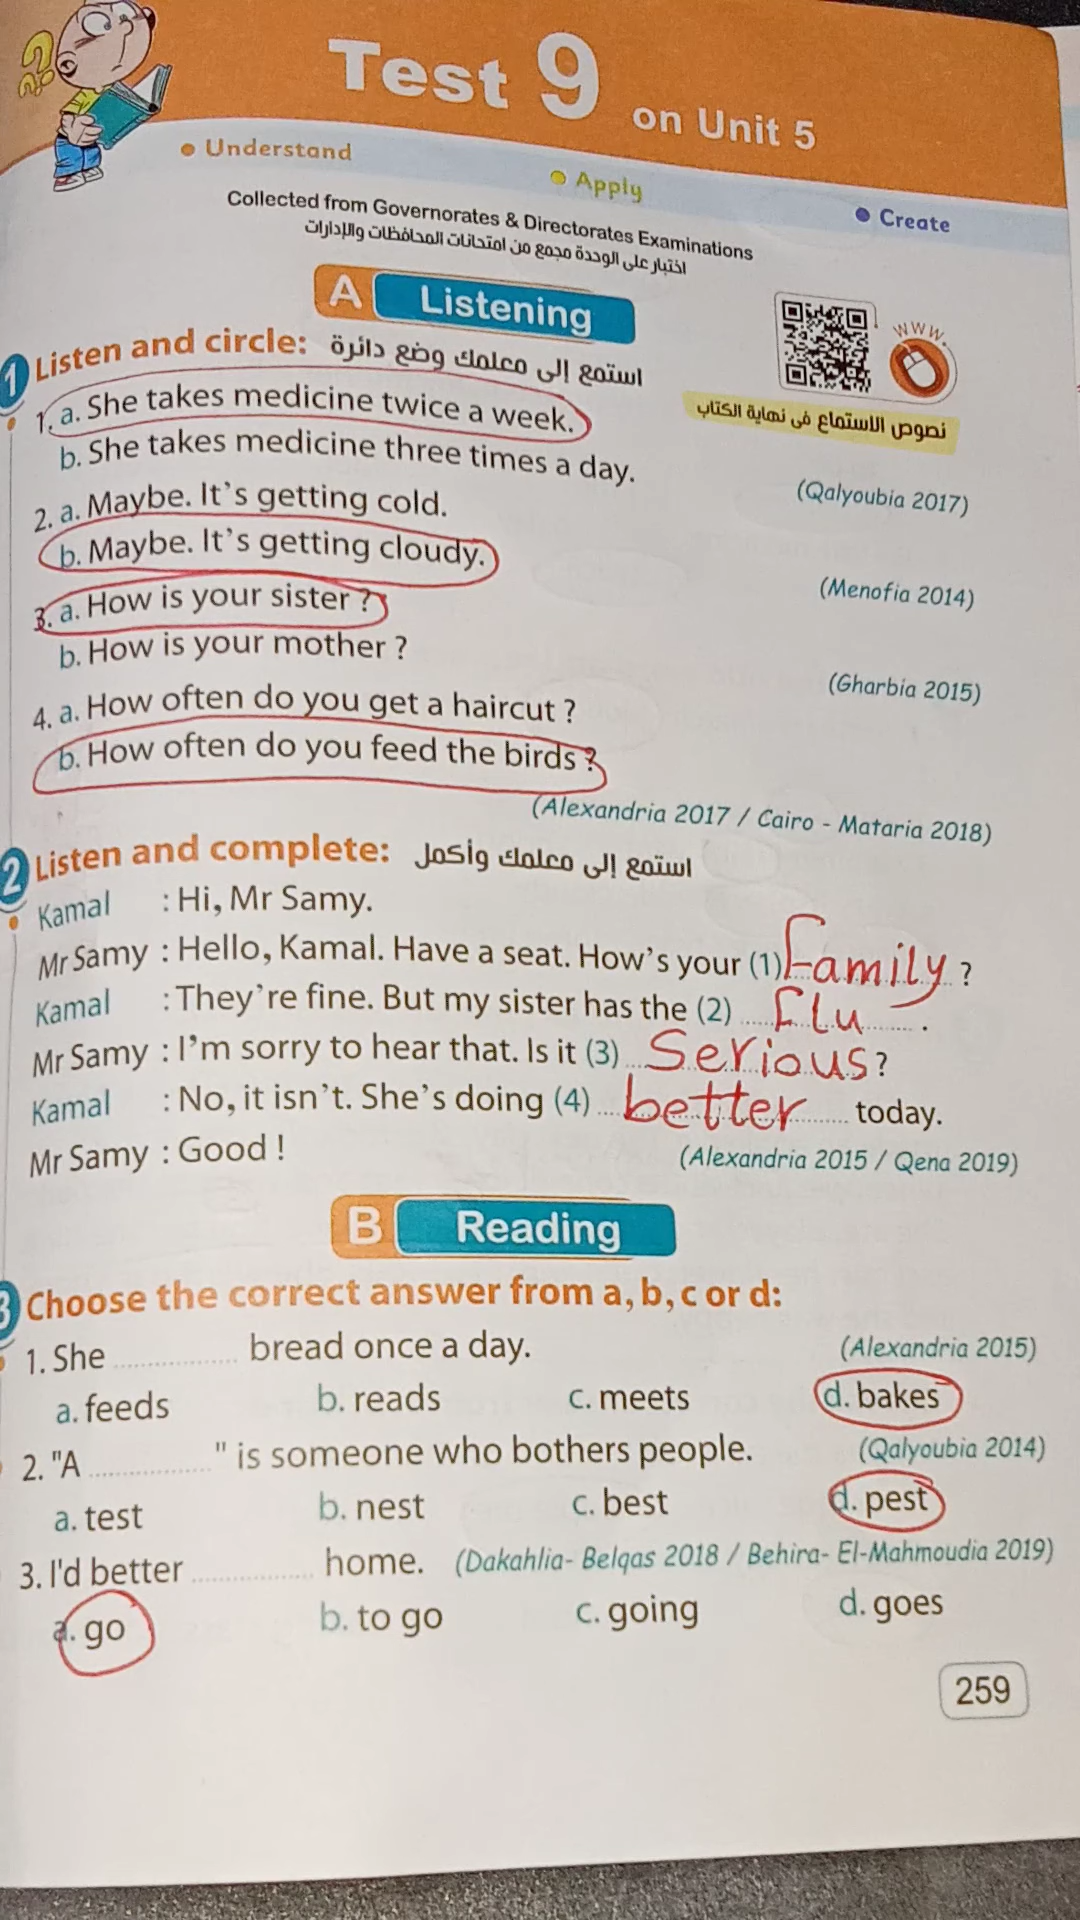 Test 9 on Unit 5
Understand
Apply
Create
Collected from Governorates & Directorates Examinations
اختبار على الوحدة مجمع من امتحانات المحافظات والإدارات
A Listening
1 Listen and circle: استمع إلى معلمك وضع دائرة
www.
نصوص الاستماع فى نهاية الكتاب
1. a. She takes medicine twice a week.
b. She takes medicine three times a day.
(Qalyoubia 2017)
2. a. Maybe. It's getting cold.
b. Maybe. It's getting cloudy.
(Menofia 2014)
3. a. How is your sister ?
b. How is your mother ?
(Gharbia 2015)
4. a. How often do you get a haircut ?
b. How often do you feed the birds ?
(Alexandria 2017 / Cairo - Mataria 2018)
2 Listen and complete: استمع إلى معلمك وأكمل
Kamal : Hi, Mr Samy.
Mr Samy : Hello, Kamal. Have a seat. How's your (1) Family ?
Kamal : They're fine. But my sister has the (2) Flu .
Mr Samy : I'm sorry to hear that. Is it (3) Serious ?
Kamal : No, it isn't. She's doing (4) better today.
Mr Samy : Good !
(Alexandria 2015 / Qena 2019)
B Reading
3 Choose the correct answer from a, b, c or d:
1. She .................. bread once a day. (Alexandria 2015)
a. feeds b. reads c. meets d. bakes
2. "A .................. " is someone who bothers people. (Qalyoubia 2014)
a. test b. nest c. best d. pest
3. I'd better .................. home. (Dakahlia- Belqas 2018 / Behira- El-Mahmoudia 2019)
a. go b. to go c. going d. goes
259